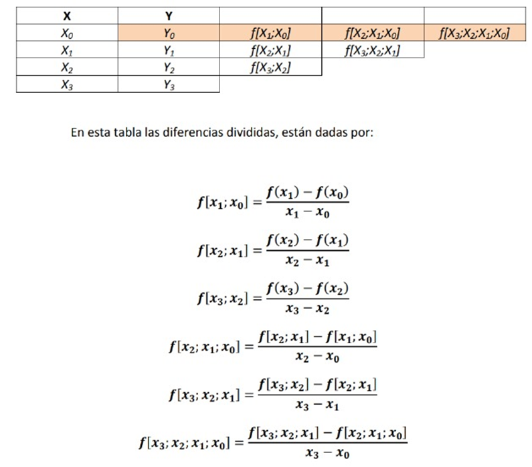 X Y
X₀ Y₀ f[X₁;X₀] f[X₂;X₁;X₀] f[X₃;X₂;X₁;X₀]
X₁ Y₁ f[X₂;X₁] f[X₃;X₂;X₁]
X₂ Y₂ f[X₃;X₂]
X₃ Y₃
En esta tabla las diferencias divididas, están dadas por:
f[x₁; x₀] = (f(x₁) − f(x₀)) / (x₁ − x₀)
f[x₂; x₁] = (f(x₂) − f(x₁)) / (x₂ − x₁)
f[x₃; x₂] = (f(x₃) − f(x₂)) / (x₃ − x₂)
f[x₂; x₁; x₀] = (f[x₂; x₁] − f[x₁; x₀]) / (x₂ − x₀)
f[x₃; x₂; x₁] = (f[x₃; x₂] − f[x₂; x₁]) / (x₃ − x₁)
f[x₃; x₂; x₁; x₀] = (f[x₃; x₂; x₁] − f[x₂; x₁; x₀]) / (x₃ − x₀)